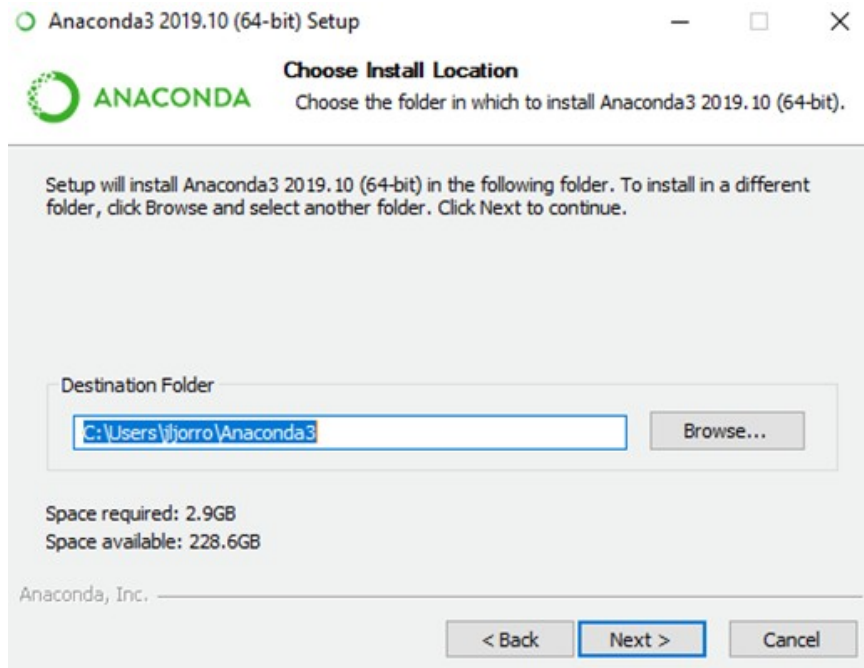 Anaconda3 2019.10 (64-bit) Setup
ANACONDA
Choose Install Location
Choose the folder in which to install Anaconda3 2019.10 (64-bit).
Setup will install Anaconda3 2019.10 (64-bit) in the following folder. To install in a different
folder, click Browse and select another folder. Click Next to continue.
Destination Folder
C:\Users\jljorro\Anaconda3
Browse...
Space required: 2.9GB
Space available: 228.6GB
Anaconda, Inc.
< Back
Next >
Cancel